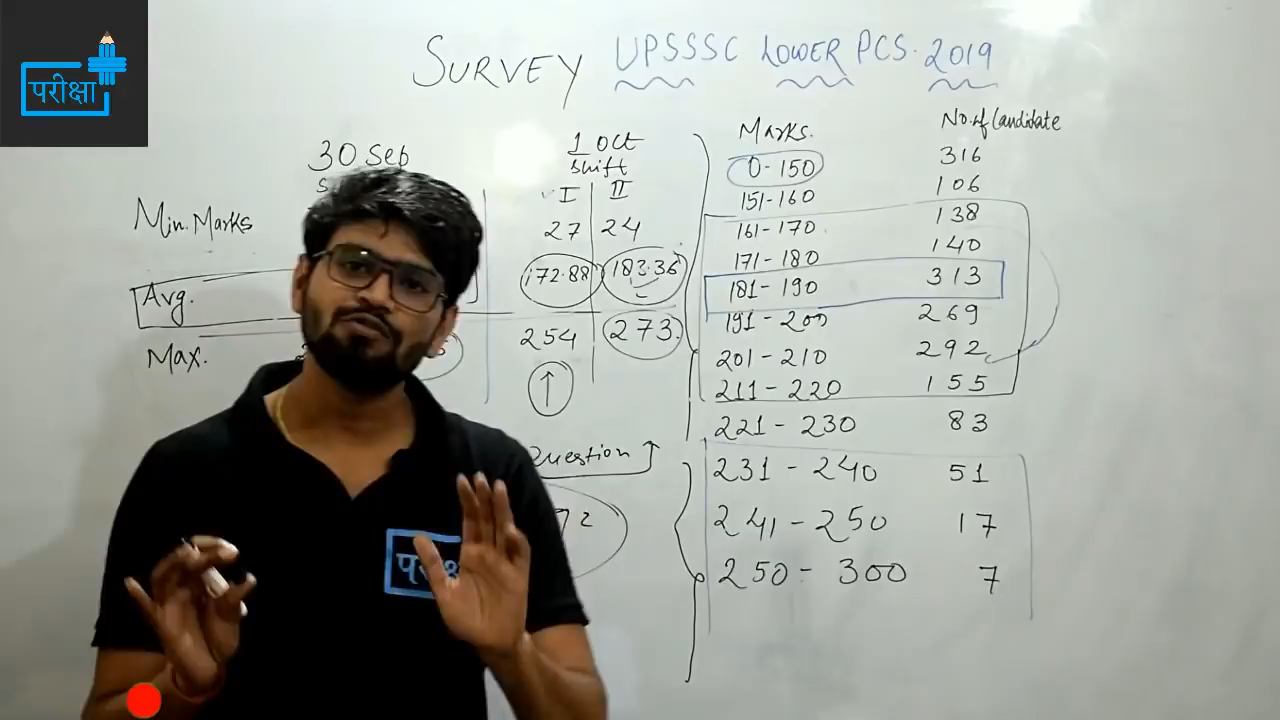 परीक्षा
SURVEY UPSSSC LOWER PCS. 2019
30 Sep
1 Oct
Shift
I II
Min. Marks 27 24
Avg. 172.88 183.36
Max. 254 273.
Question
Marks. No. of Candidate
0-150 316
151-160 106
161-170 138
171-180 140
181-190 313
191-200 269
201-210 292
211-220 155
221-230 83
231-240 51
241-250 17
250-300 7